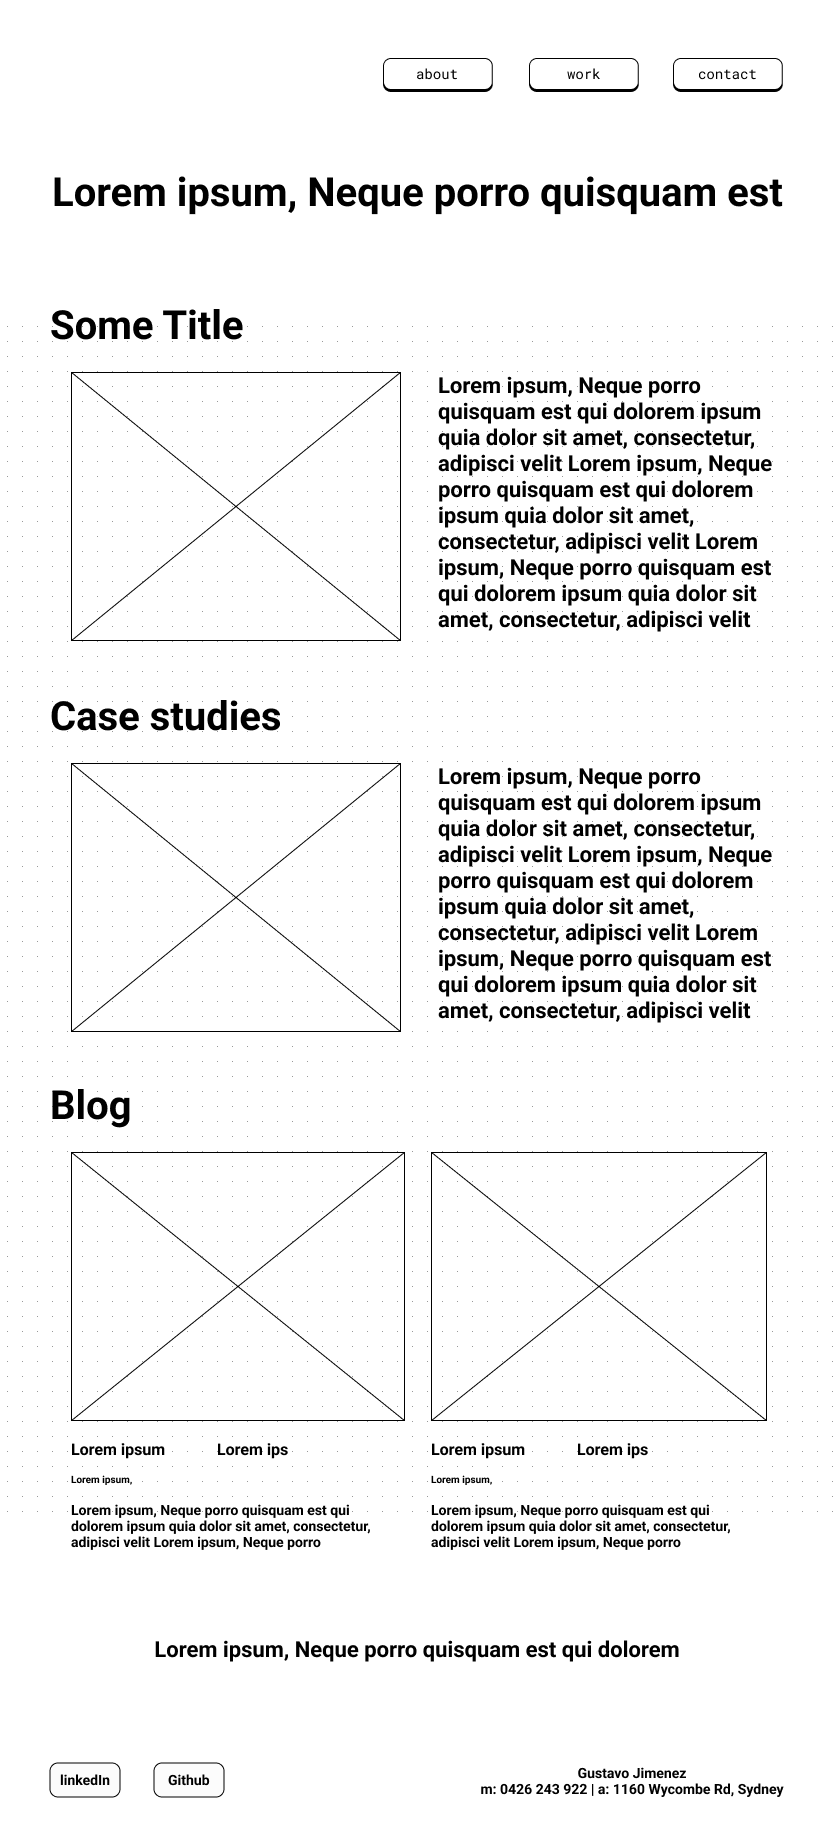 about
work
contact
Lorem ipsum, Neque porro quisquam est
Some Title
Lorem ipsum, Neque porro
quisquam est qui dolorem ipsum
quia dolor sit amet, consectetur,
adipisci velit Lorem ipsum, Neque
porro quisquam est qui dolorem
ipsum quia dolor sit amet,
consectetur, adipisci velit Lorem
ipsum, Neque porro quisquam est
qui dolorem ipsum quia dolor sit
amet, consectetur, adipisci velit
Case studies
Lorem ipsum, Neque porro
quisquam est qui dolorem ipsum
quia dolor sit amet, consectetur,
adipisci velit Lorem ipsum, Neque
porro quisquam est qui dolorem
ipsum quia dolor sit amet,
consectetur, adipisci velit Lorem
ipsum, Neque porro quisquam est
qui dolorem ipsum quia dolor sit
amet, consectetur, adipisci velit
Blog
Lorem ipsum
Lorem ips
Lorem ipsum,
Lorem ipsum, Neque porro quisquam est qui
dolorem ipsum quia dolor sit amet, consectetur,
adipisci velit Lorem ipsum, Neque porro
Lorem ipsum
Lorem ips
Lorem ipsum,
Lorem ipsum, Neque porro quisquam est qui
dolorem ipsum quia dolor sit amet, consectetur,
adipisci velit Lorem ipsum, Neque porro
Lorem ipsum, Neque porro quisquam est qui dolorem
linkedIn
Github
Gustavo Jimenez
m: 0426 243 922 | a: 1160 Wycombe Rd, Sydney